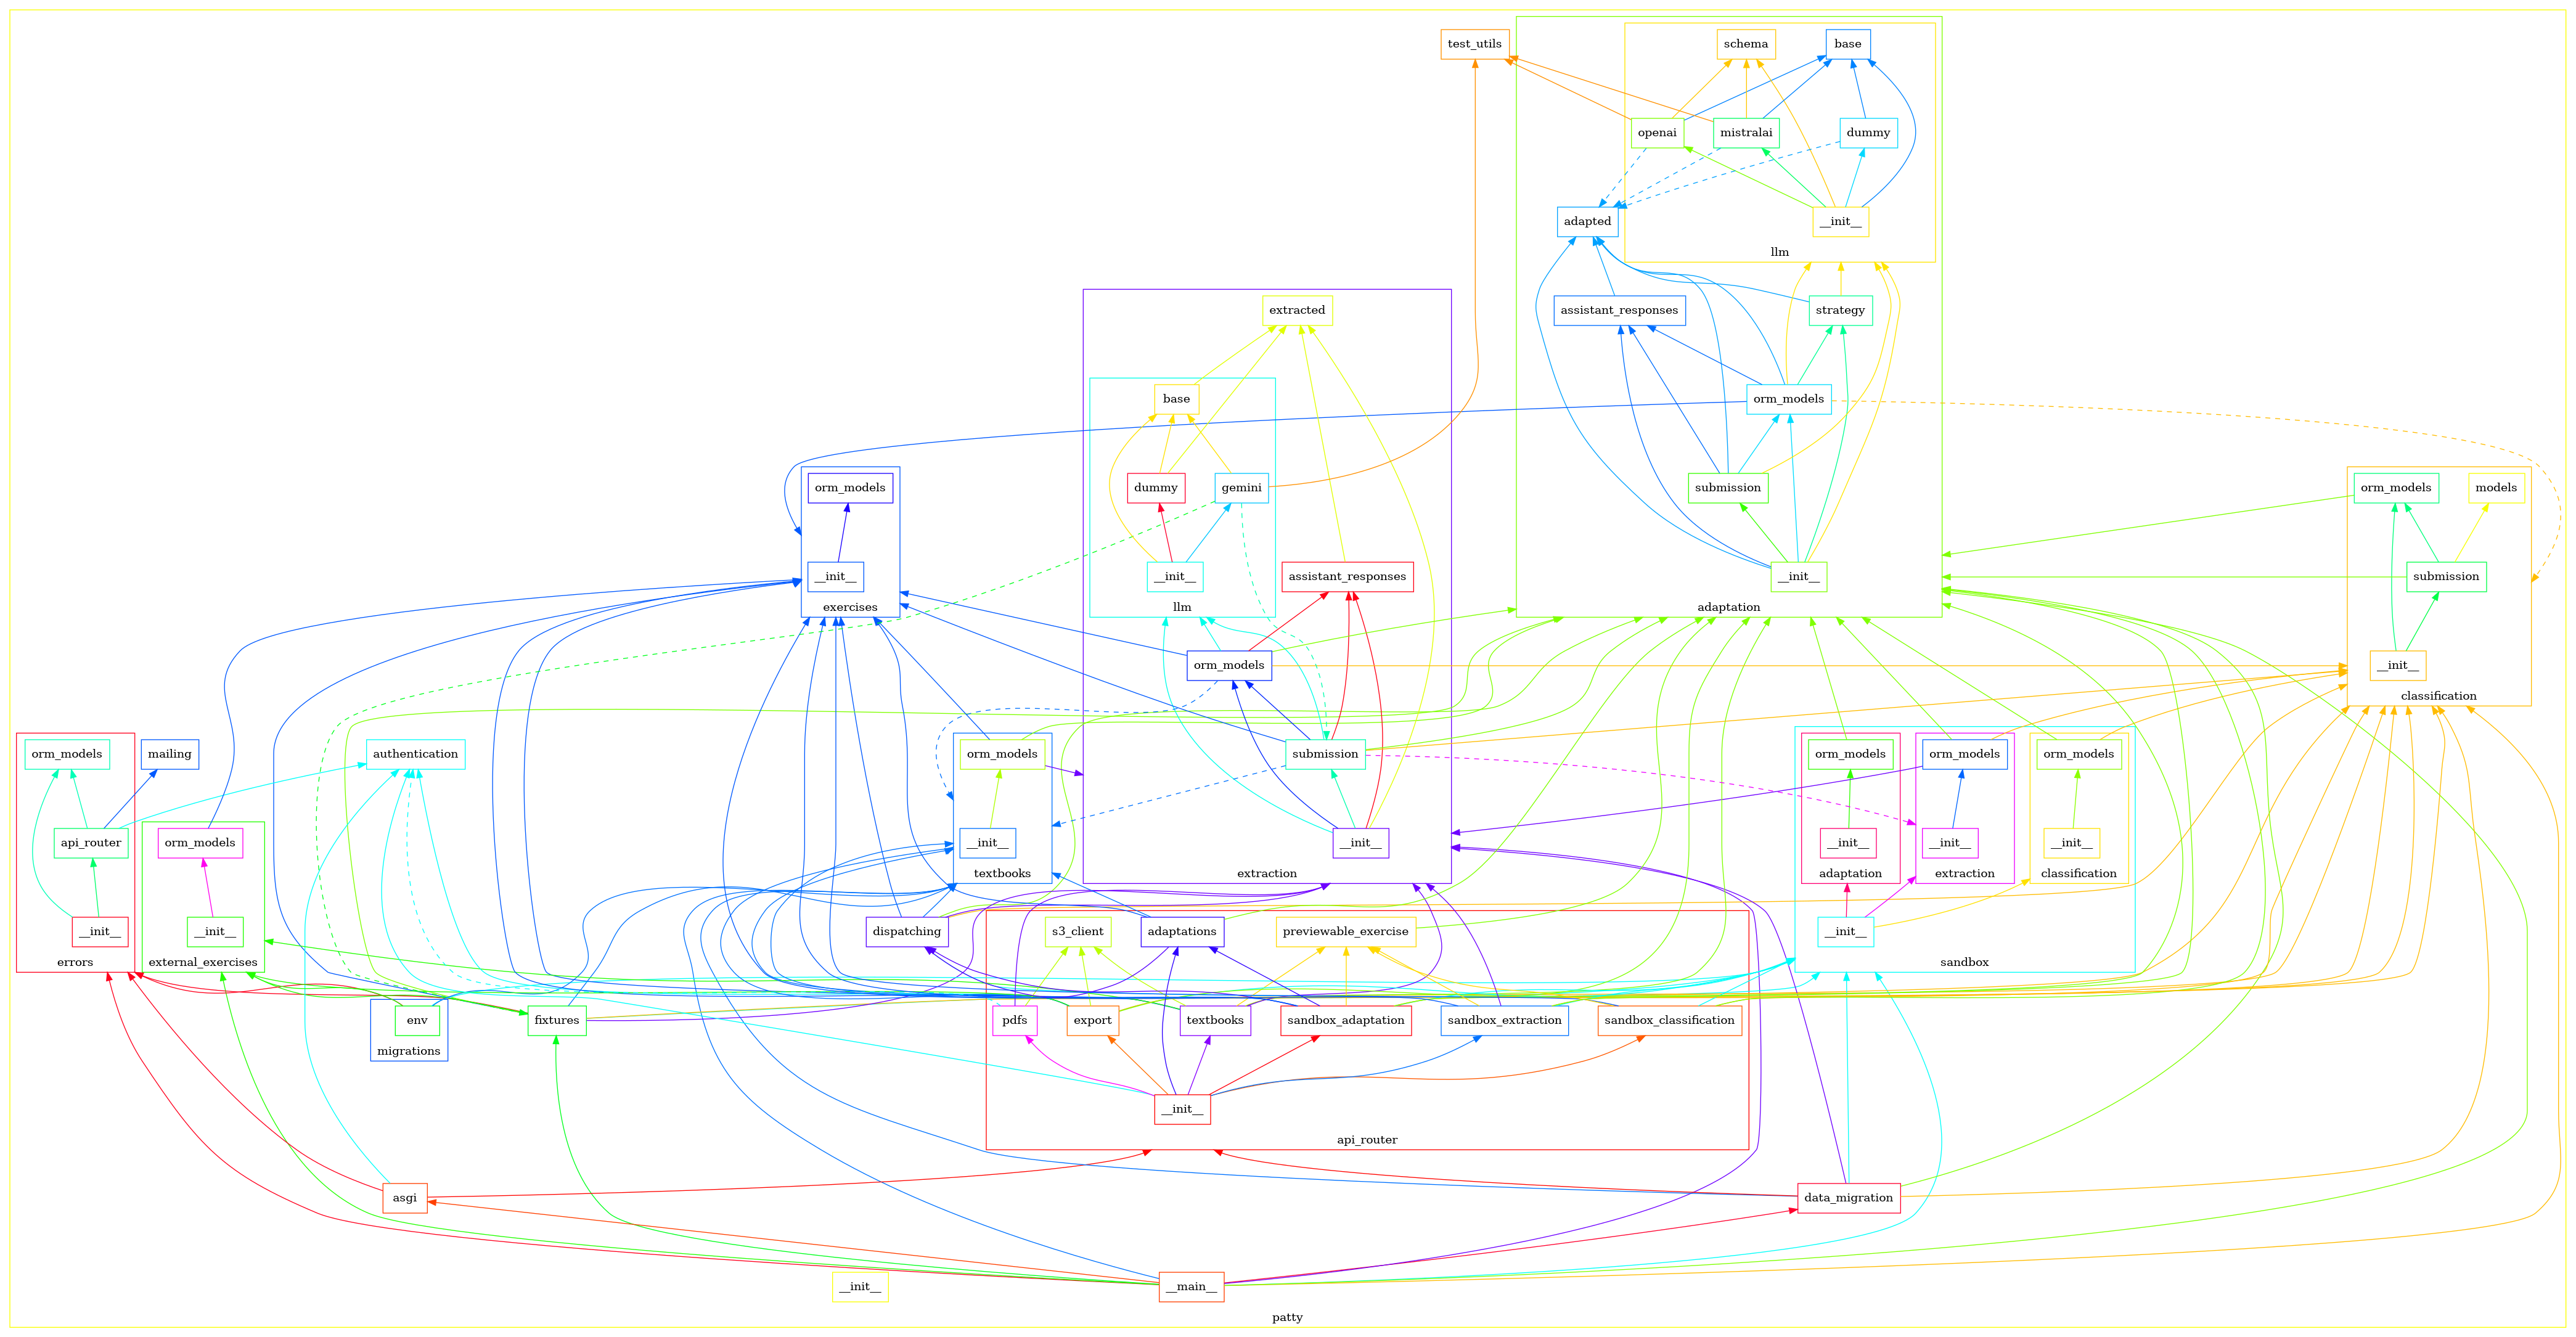 test_utils
schema
base
openai
mistralai
dummy
adapted
__init__
llm
extracted
assistant_responses
strategy
base
orm_models
orm_models
dummy
gemini
submission
orm_models
models
__init__
__init__
assistant_responses
__init__
submission
exercises
llm
adaptation
orm_models
__init__
classification
orm_models
mailing
authentication
orm_models
submission
orm_models
orm_models
orm_models
api_router
orm_models
__init__
__init__
__init__
__init__
__init__
textbooks
extraction
adaptation
extraction
classification
__init__
__init__
dispatching
s3_client
adaptations
previewable_exercise
__init__
errors
external_exercises
sandbox
env
fixtures
pdfs
export
textbooks
sandbox_adaptation
sandbox_extraction
sandbox_classification
migrations
__init__
api_router
asgi
data_migration
__init__
__main__
patty